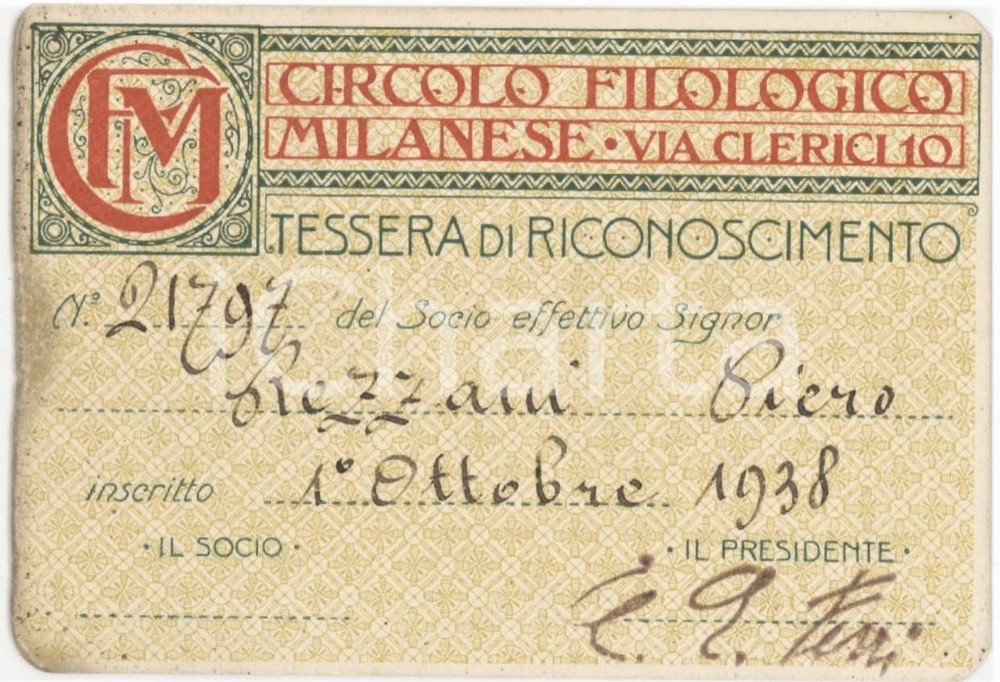 CFM
CIRCOLO FILOLOGICO
MILANESE • VIA CLERICI 10
TESSERA DI RICONOSCIMENTO
N.° 21797 del Socio effettivo Signor
Rezzani Piero
inscritto 1° Ottobre 1938
• IL SOCIO •
• IL PRESIDENTE •
Charta